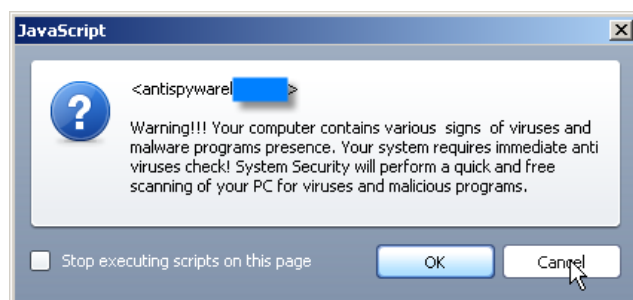 JavaScript
<antispywarel >
Warning!!! Your computer contains various signs of viruses and
malware programs presence. Your system requires immediate anti
viruses check! System Security will perform a quick and free
scanning of your PC for viruses and malicious programs.
Stop executing scripts on this page
OK
Cancel